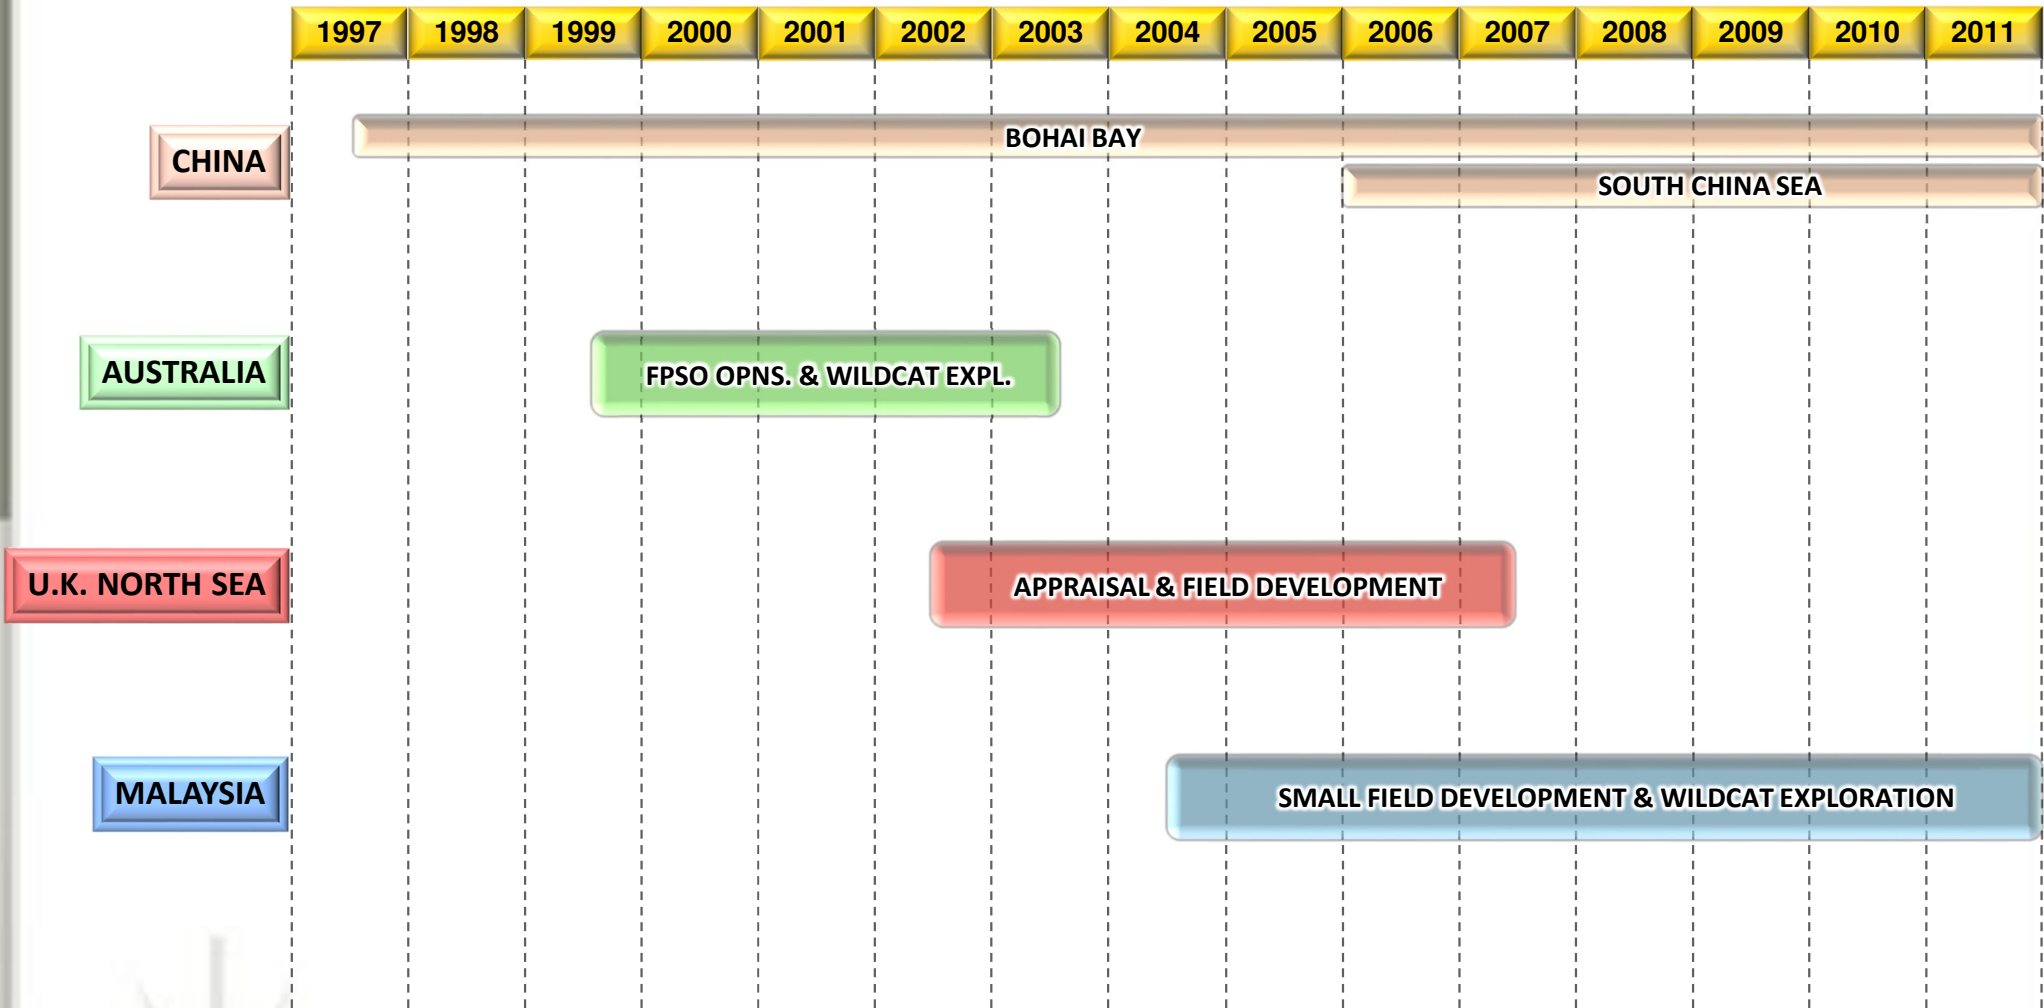 1997 1998 1999 2000 2001 2002 2003 2004 2005 2006 2007 2008 2009 2010 2011
BOHAI BAY
CHINA
SOUTH CHINA SEA
AUSTRALIA
FPSO OPNS. & WILDCAT EXPL.
U.K. NORTH SEA
APPRAISAL & FIELD DEVELOPMENT
MALAYSIA
SMALL FIELD DEVELOPMENT & WILDCAT EXPLORATION